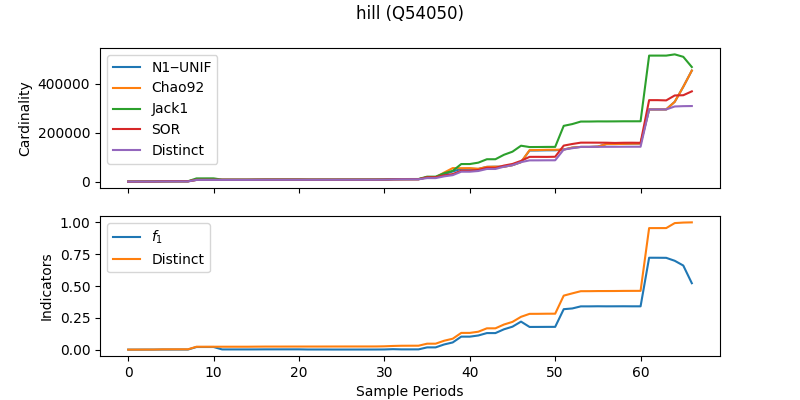 hill (Q54050)
Cardinality
400000
200000
0
N1−UNIF
Chao92
Jack1
SOR
Distinct
Indicators
1.00
0.75
0.50
0.25
0.00
f1
Distinct
0 10 20 30 40 50 60
Sample Periods